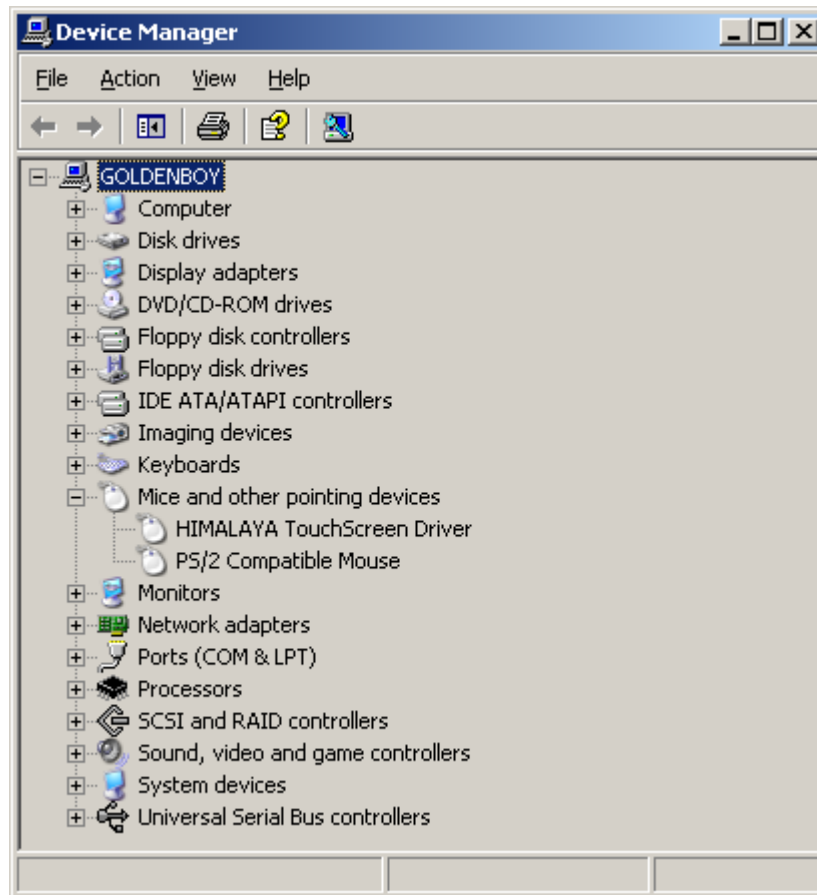 Device Manager
File Action View Help
GOLDENBOY
Computer
Disk drives
Display adapters
DVD/CD-ROM drives
Floppy disk controllers
Floppy disk drives
IDE ATA/ATAPI controllers
Imaging devices
Keyboards
Mice and other pointing devices
HIMALAYA TouchScreen Driver
PS/2 Compatible Mouse
Monitors
Network adapters
Ports (COM & LPT)
Processors
SCSI and RAID controllers
Sound, video and game controllers
System devices
Universal Serial Bus controllers